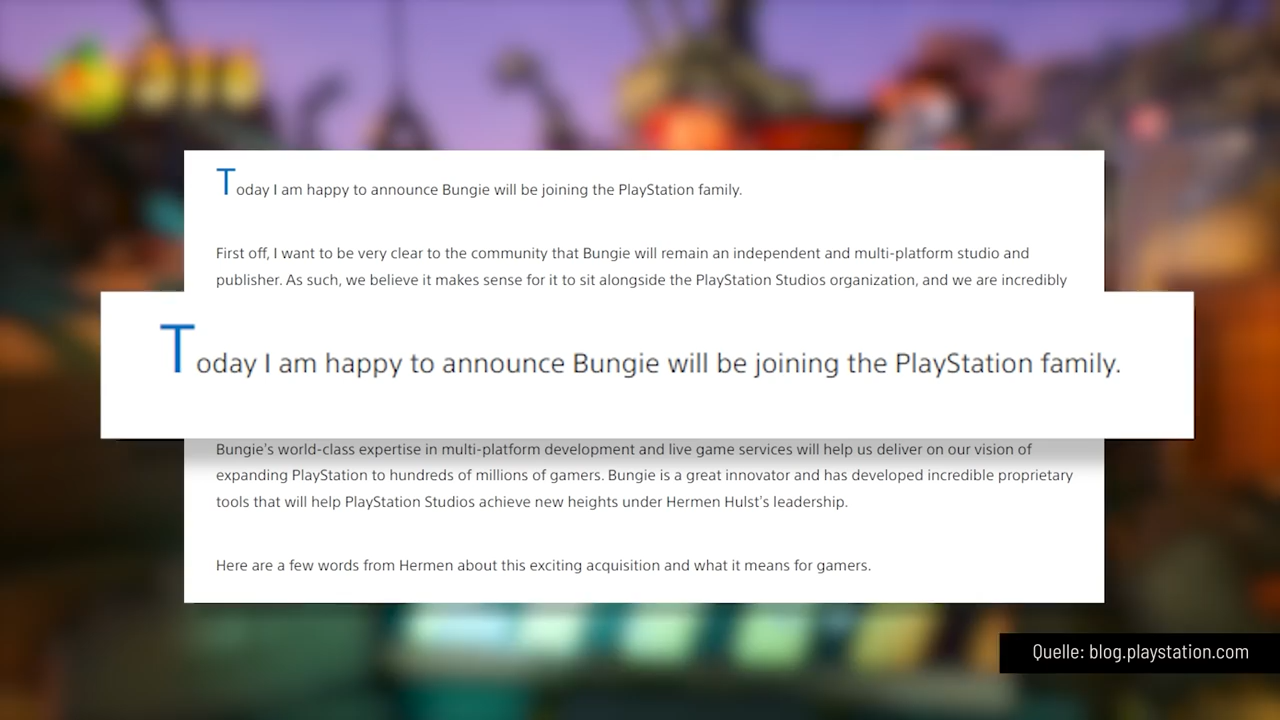 Today I am happy to announce Bungie will be joining the PlayStation family.
First off, I want to be very clear to the community that Bungie will remain an independent and multi-platform studio and
publisher. As such, we believe it makes sense for it to sit alongside the PlayStation Studios organization, and we are incredibly
Today I am happy to announce Bungie will be joining the PlayStation family.
Bungie's world-class expertise in multi-platform development and live game services will help us deliver on our vision of
expanding PlayStation to hundreds of millions of gamers. Bungie is a great innovator and has developed incredible proprietary
tools that will help PlayStation Studios achieve new heights under Hermen Hulst's leadership.
Here are a few words from Hermen about this exciting acquisition and what it means for gamers.
Quelle: blog.playstation.com